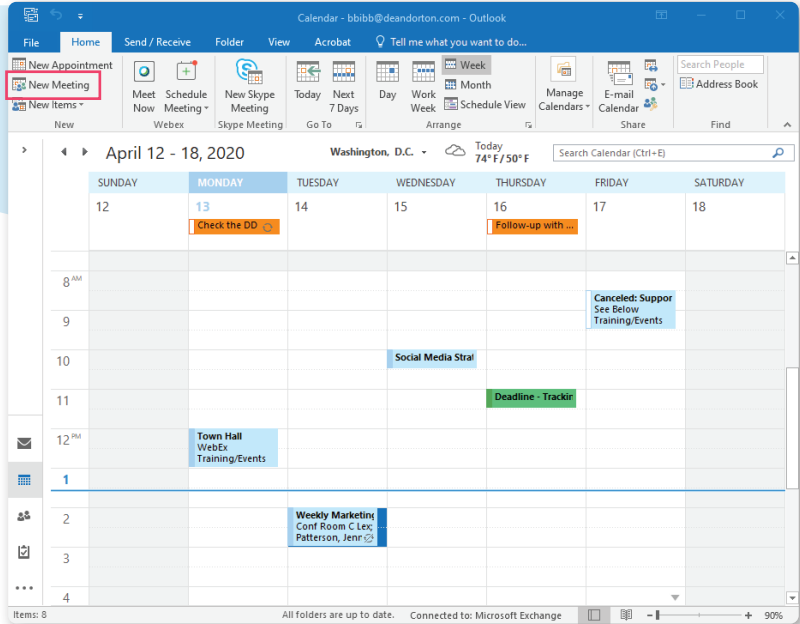 Calendar - bbibb@deandorton.com - Outlook
File Home Send / Receive Folder View Acrobat Tell me what you want to do...
New Appointment
New Meeting
New Items
New
Meet Now
Schedule Meeting
Webex
New Skype Meeting
Skype Meeting
Today
Next 7 Days
Go To
Day
Work Week
Week
Month
Schedule View
Arrange
Manage Calendars
E-mail Calendar
Share
Search People
Address Book
Find
April 12 - 18, 2020
Washington, D.C.
Today
74° F / 50° F
Search Calendar (Ctrl+E)
SUNDAY MONDAY TUESDAY WEDNESDAY THURSDAY FRIDAY SATURDAY
12 13 14 15 16 17 18
Check the DD
Follow-up with ...
8 AM
Canceled: Suppor
See Below
Training/Events
9
10
Social Media Strat
11
Deadline - Trackin
12 PM
Town Hall
WebEx
Training/Events
1
2
Weekly Marketing
Conf Room C Lex;
Patterson, Jenn
3
4
Items: 8 All folders are up to date. Connected to: Microsoft Exchange 90%